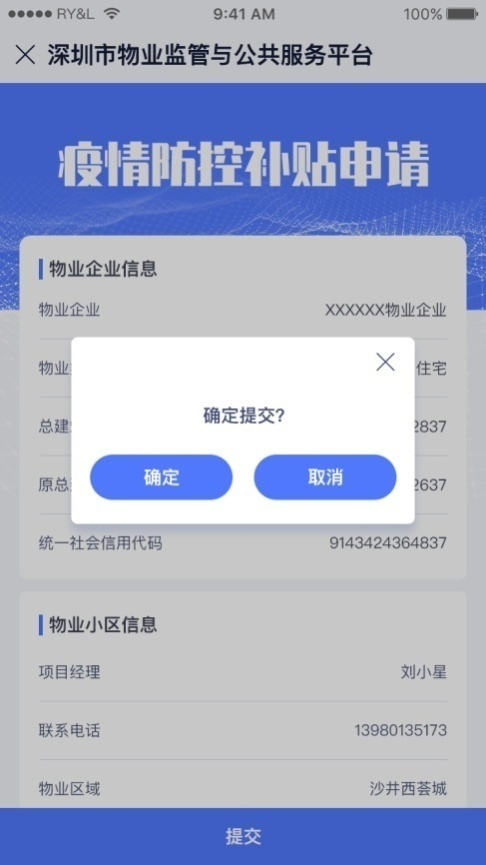 RY&L 9:41 AM 100%
深圳市物业监管与公共服务平台
疫情防控补贴申请
物业企业信息
物业企业 XXXXXX物业企业
物业 住宅
确定提交?
总建 2837
确定 取消
原总 2637
统一社会信用代码 9143424364837
物业小区信息
项目经理 刘小星
联系电话 13980135173
物业区域 沙井西荟城
提交